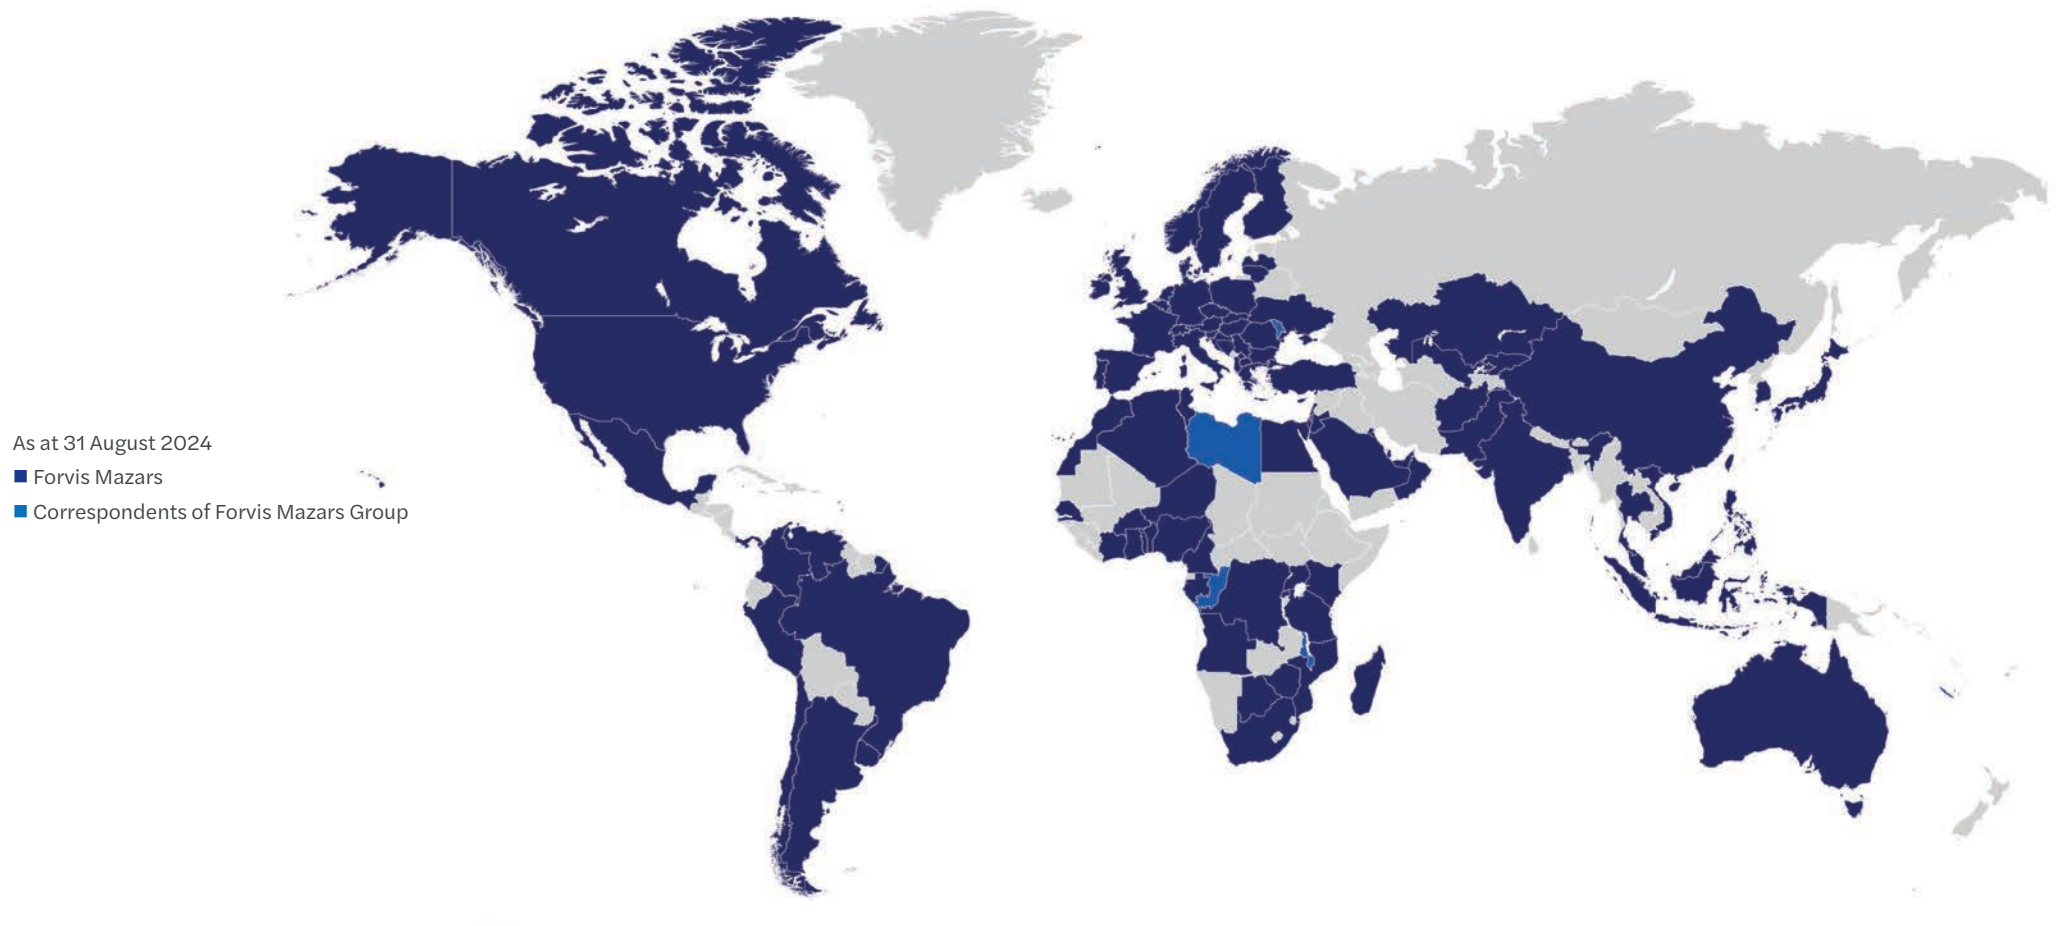 As at 31 August 2024
Forvis Mazars
Correspondents of Forvis Mazars Group